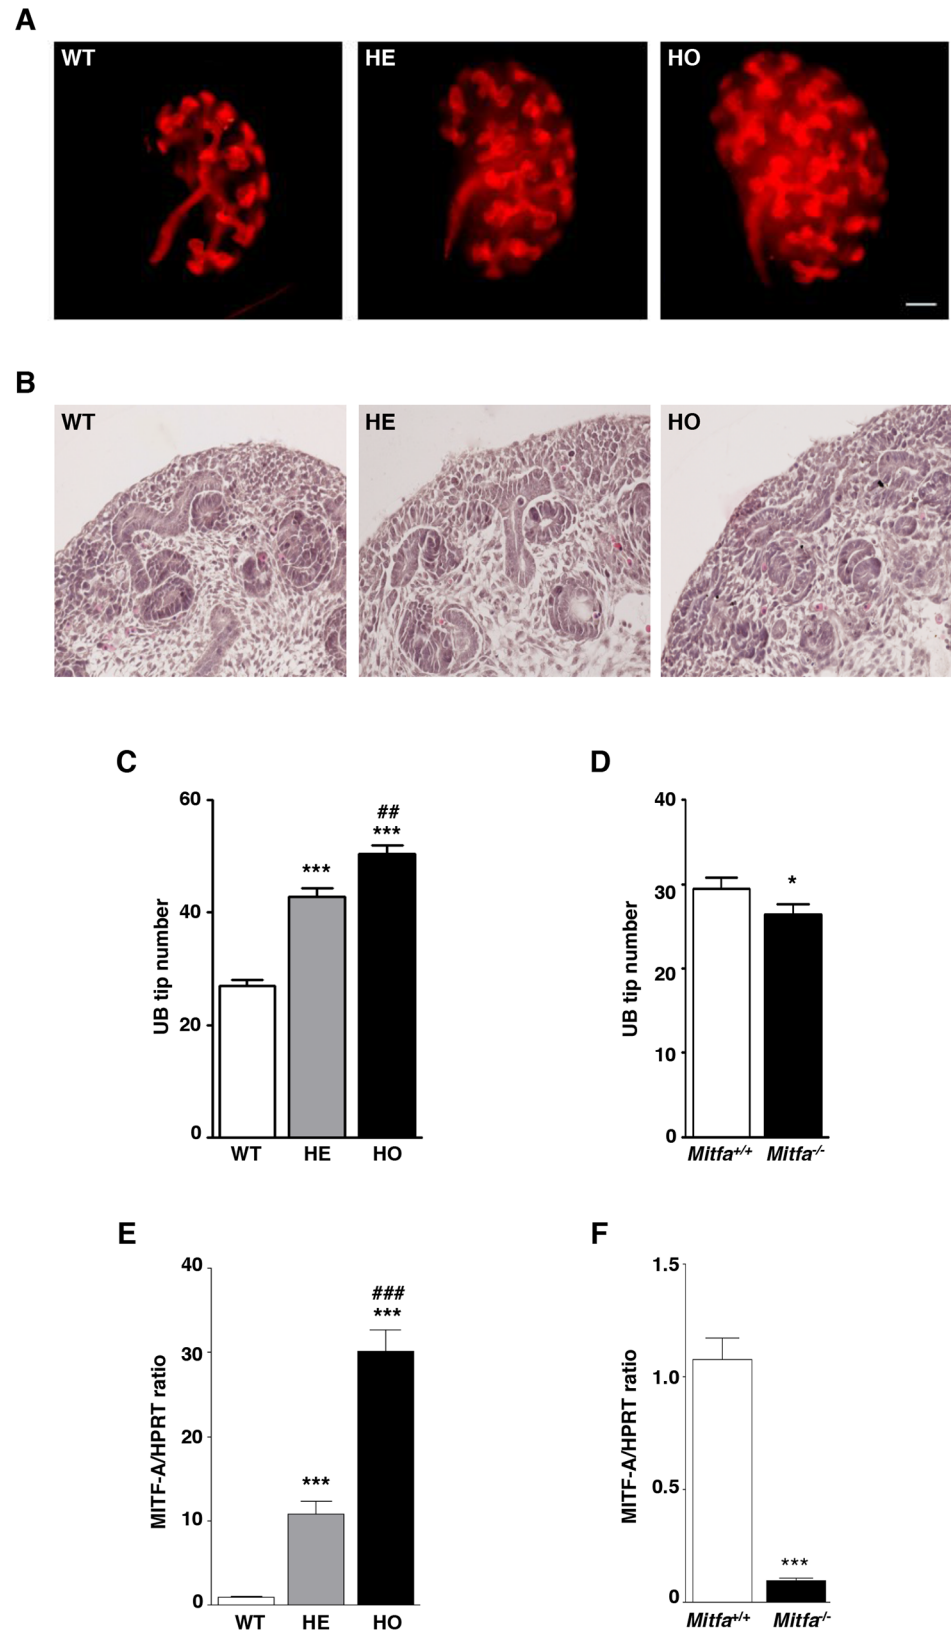 A
WT
HE
HO
B
WT
HE
HO
C
UB tip number
60
40
20
0
***
##
***
WT
HE
HO
D
UB tip number
40
30
20
10
0
*
Mitfa+/+
Mitfa-/-
E
MITF-A/HPRT ratio
40
30
20
10
0
***
###
***
WT
HE
HO
F
MITF-A/HPRT ratio
1.5
1.0
0.5
0
***
Mitfa+/+
Mitfa-/-